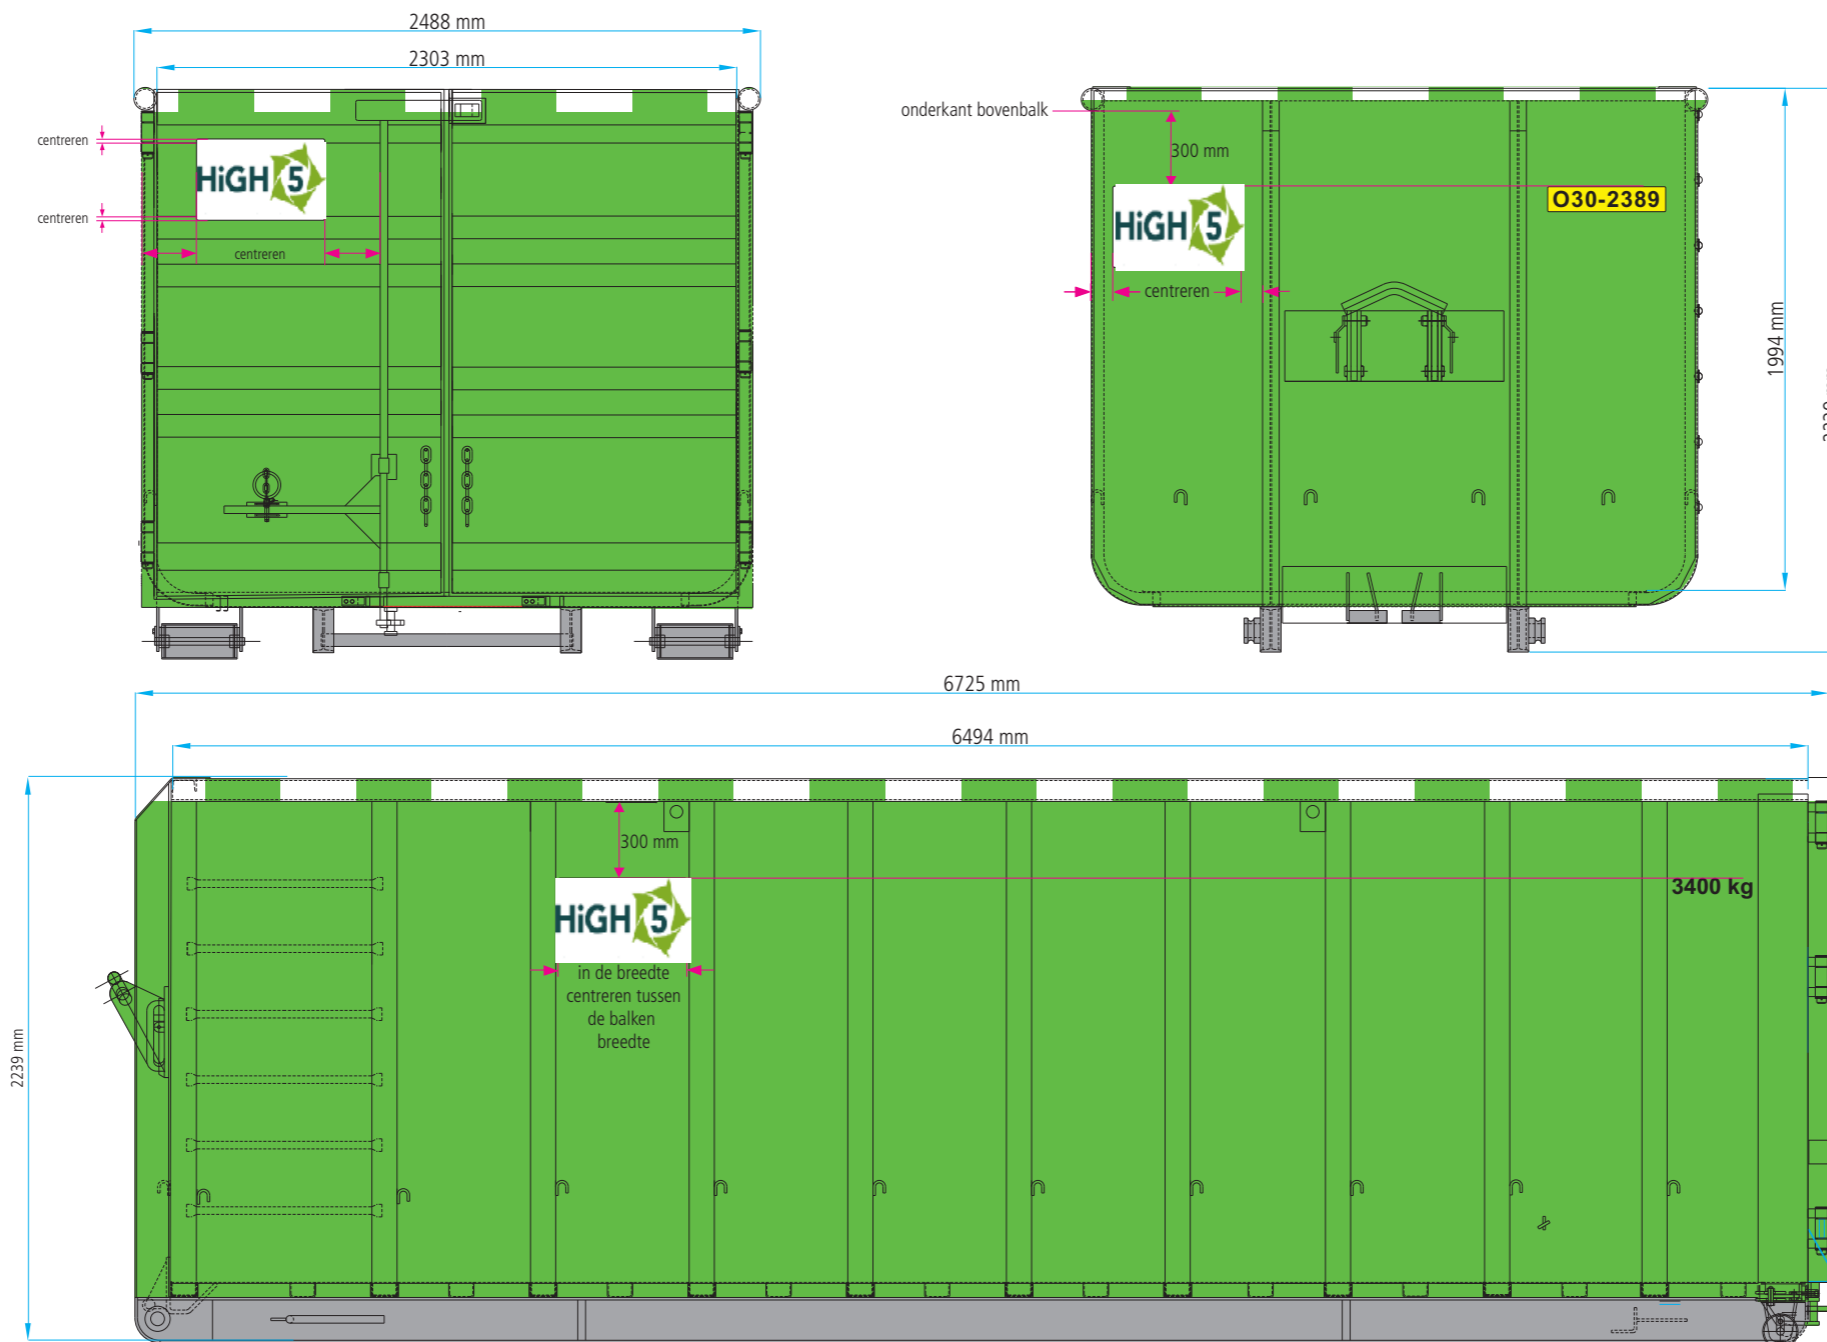 2488 mm
2303 mm
centreren
centreren
centreren
HiGH 5
onderkant bovenbalk
300 mm
HiGH 5
O30-2389
centreren
1994 mm
6725 mm
6494 mm
300 mm
3400 kg
HiGH 5
in de breedte
centreren tussen
de balken
breedte
2239 mm